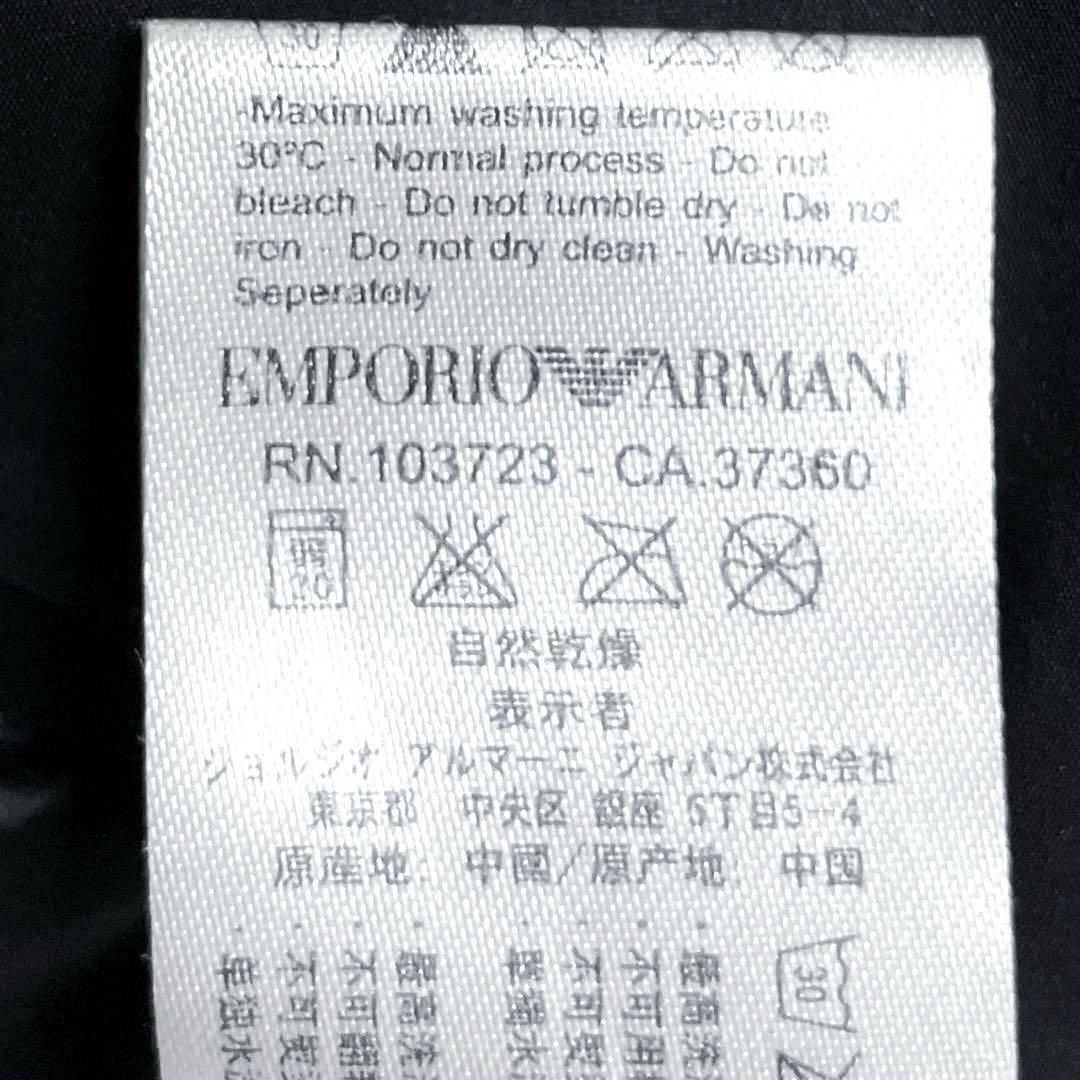 30
-Maximum washing temperature
30°C - Normal process - Do not
bleach - Do not tumble dry - Do not
iron - Do not dry clean - Washing
Seperately
EMPORIO ARMANI
RN.103723 - CA.37360
自然乾燥
表示者
ジョルジオ アルマーニ ジャパン株式会社
東京都 中央区 銀座 5丁目5-4
原産地: 中國/原产地: 中国
30